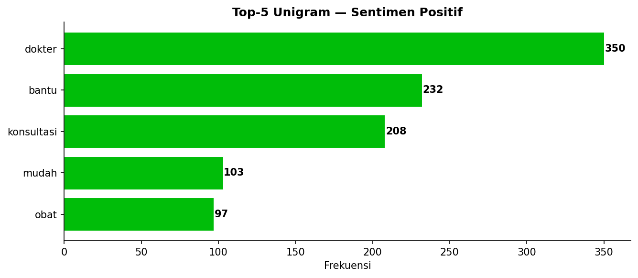 Top-5 Unigram — Sentimen Positif
dokter 350
bantu 232
konsultasi 208
mudah 103
obat 97
0 50 100 150 200 250 300 350
Frekuensi